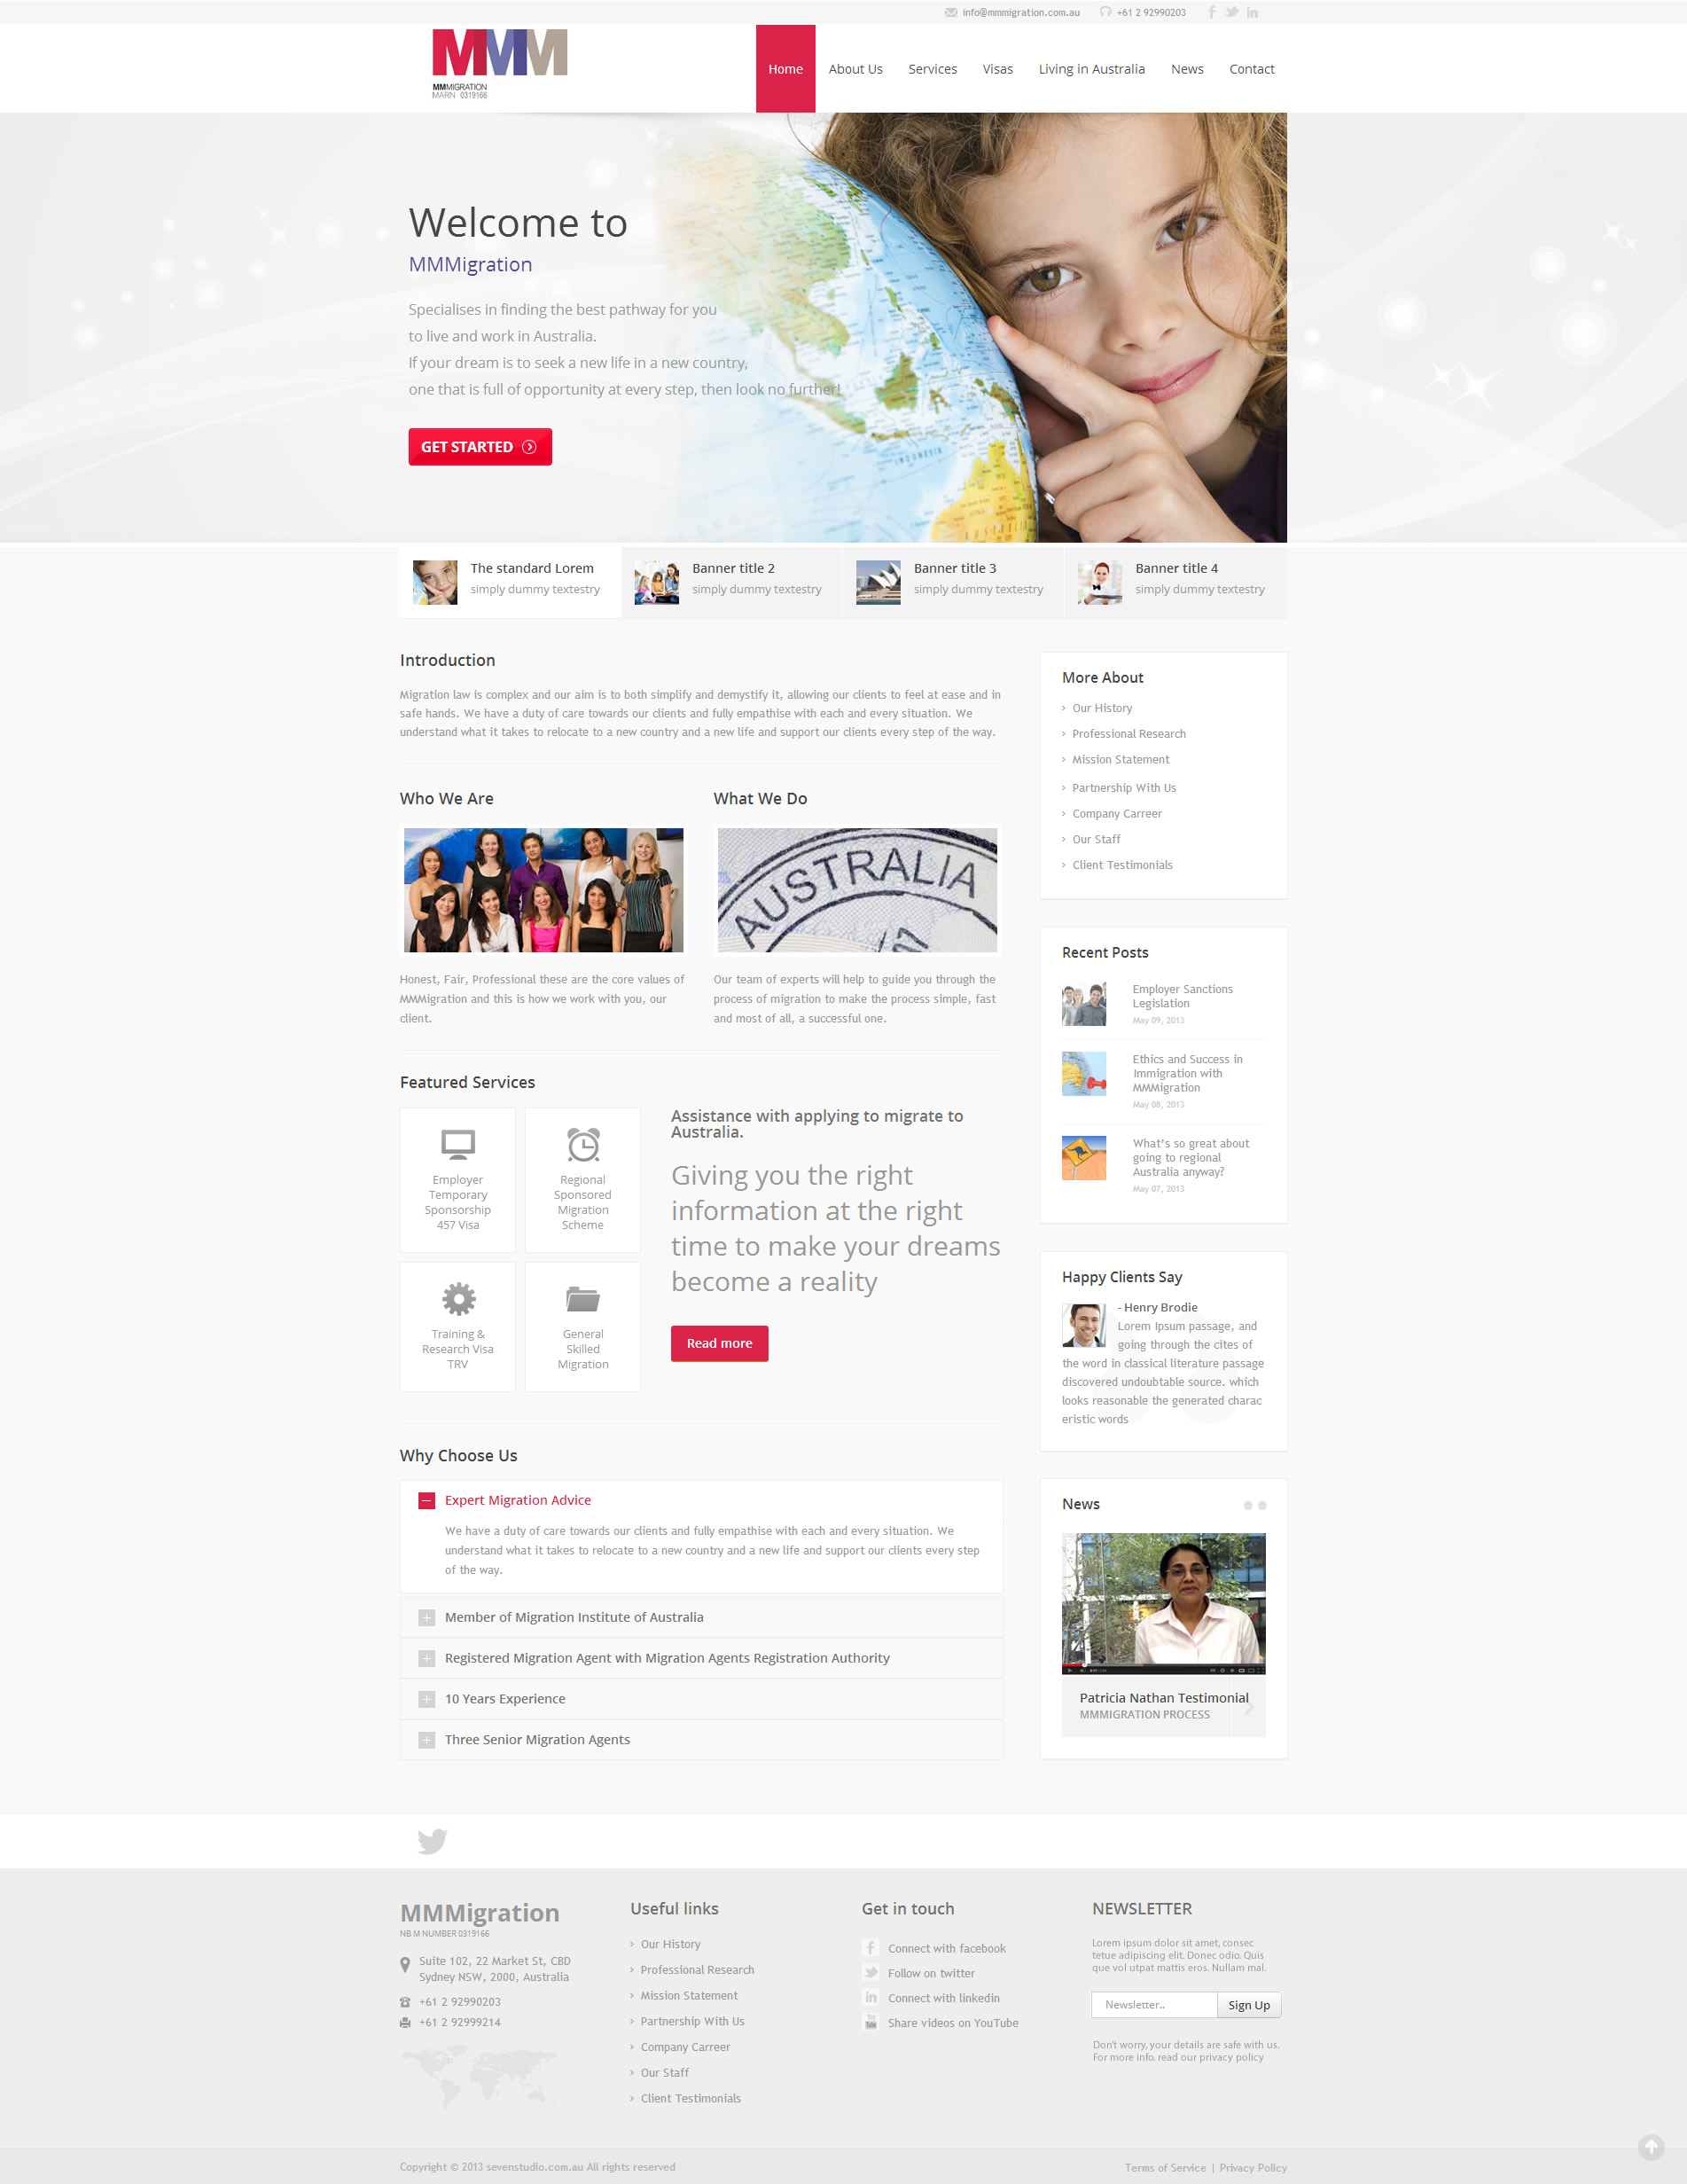 info@mmmigration.com.au
+61 2 92990203
MMM
MMMIGRATION
MARN 0319166
Home
About Us
Services
Visas
Living in Australia
News
Contact
Welcome to
MMMigration
Specialises in finding the best pathway for you
to live and work in Australia.
If your dream is to seek a new life in a new country,
one that is full of opportunity at every step, then look no further!
GET STARTED
INDONESIA
The standard Lorem
simply dummy textestry
Banner title 2
simply dummy textestry
Banner title 3
simply dummy textestry
Banner title 4
simply dummy textestry
Introduction
Migration law is complex and our aim is to both simplify and demystify it, allowing our clients to feel at ease and in
safe hands. We have a duty of care towards our clients and fully empathise with each and every situation. We
understand what it takes to relocate to a new country and a new life and support our clients every step of the way.
Who We Are
Honest, Fair, Professional these are the core values of
MMMigration and this is how we work with you, our
client.
What We Do
AUSTRALIA
Our team of experts will help to guide you through the
process of migration to make the process simple, fast
and most of all, a successful one.
Featured Services
Employer
Temporary
Sponsorship
457 Visa
Regional
Sponsored
Migration
Scheme
Training &
Research Visa
TRV
General
Skilled
Migration
Assistance with applying to migrate to
Australia.
Giving you the right
information at the right
time to make your dreams
become a reality
Read more
Why Choose Us
Expert Migration Advice
We have a duty of care towards our clients and fully empathise with each and every situation. We
understand what it takes to relocate to a new country and a new life and support our clients every step
of the way.
Member of Migration Institute of Australia
Registered Migration Agent with Migration Agents Registration Authority
10 Years Experience
Three Senior Migration Agents
More About
Our History
Professional Research
Mission Statement
Partnership With Us
Company Carreer
Our Staff
Client Testimonials
Recent Posts
Employer Sanctions
Legislation
May 09, 2013
Ethics and Success in
Immigration with
MMMigration
May 08, 2013
What's so great about
going to regional
Australia anyway?
May 07, 2013
Happy Clients Say
- Henry Brodie
Lorem Ipsum passage, and
going through the cites of
the word in classical literature passage
discovered undoubtable source. which
looks reasonable the generated charac
eristic words
News
Patricia Nathan Testimonial
MMMIGRATION PROCESS
MMMigration
NB M NUMBER 0319166
Suite 102, 22 Market St, CBD
Sydney NSW, 2000, Australia
+61 2 92990203
+61 2 92999214
Useful links
Our History
Professional Research
Mission Statement
Partnership With Us
Company Carreer
Our Staff
Client Testimonials
Get in touch
Connect with facebook
Follow on twitter
Connect with linkedin
Share videos on YouTube
NEWSLETTER
Lorem ipsum dolor sit amet, consec
tetue adipiscing elit. Donec odio. Quis
que vol utpat mattis eros. Nullam mal.
Newsletter..
Sign Up
Don't worry, your details are safe with us.
For more info. read our privacy policy
Copyright © 2013 sevenstudio.com.au All rights reserved
Terms of Service | Privacy Policy